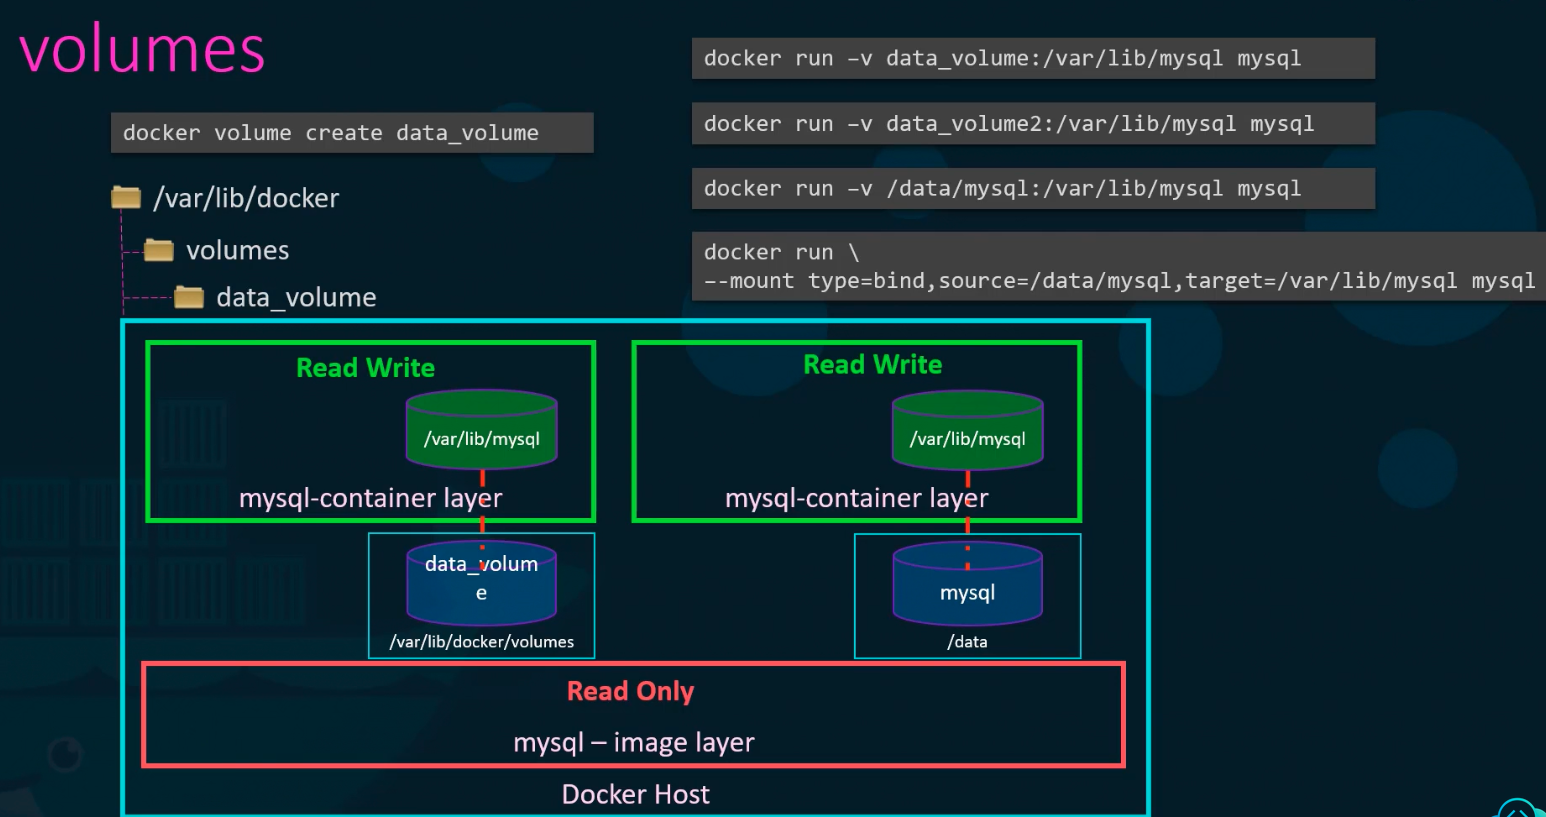 volumes
docker volume create data_volume
/var/lib/docker
volumes
data_volume
docker run –v data_volume:/var/lib/mysql mysql
docker run –v data_volume2:/var/lib/mysql mysql
docker run –v /data/mysql:/var/lib/mysql mysql
docker run \
--mount type=bind,source=/data/mysql,target=/var/lib/mysql mysql
Read Write
/var/lib/mysql
mysql-container layer
data_volum
e
/var/lib/docker/volumes
Read Write
/var/lib/mysql
mysql-container layer
mysql
/data
Read Only
mysql – image layer
Docker Host